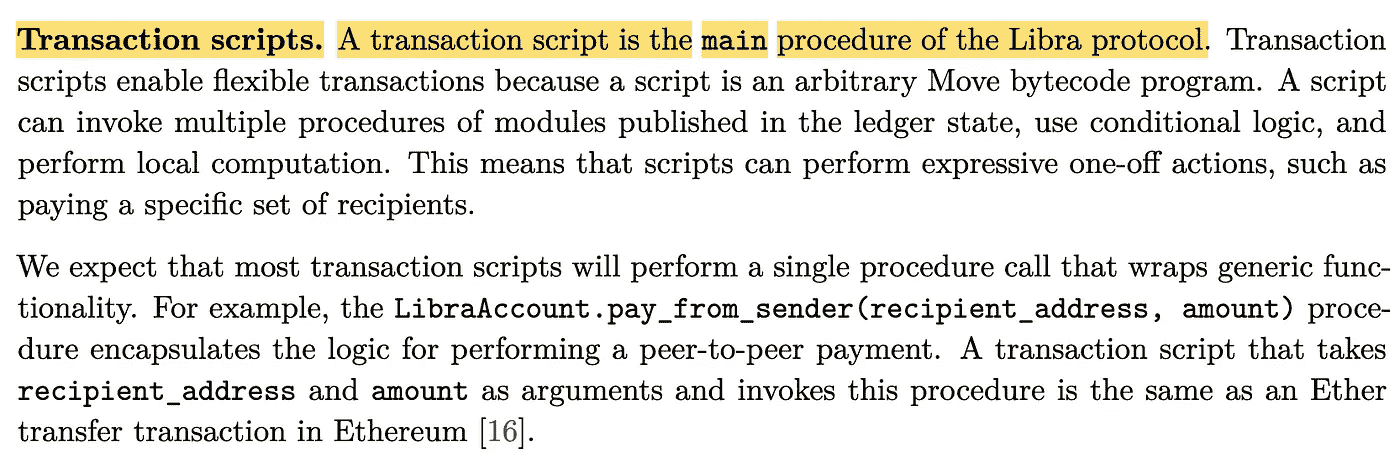 Transaction scripts. A transaction script is the main procedure of the Libra protocol. Transaction
scripts enable flexible transactions because a script is an arbitrary Move bytecode program. A script
can invoke multiple procedures of modules published in the ledger state, use conditional logic, and
perform local computation. This means that scripts can perform expressive one-off actions, such as
paying a specific set of recipients.
We expect that most transaction scripts will perform a single procedure call that wraps generic func-
tionality. For example, the LibraAccount.pay_from_sender(recipient_address, amount) proce-
dure encapsulates the logic for performing a peer-to-peer payment. A transaction script that takes
recipient_address and amount as arguments and invokes this procedure is the same as an Ether
transfer transaction in Ethereum [16].